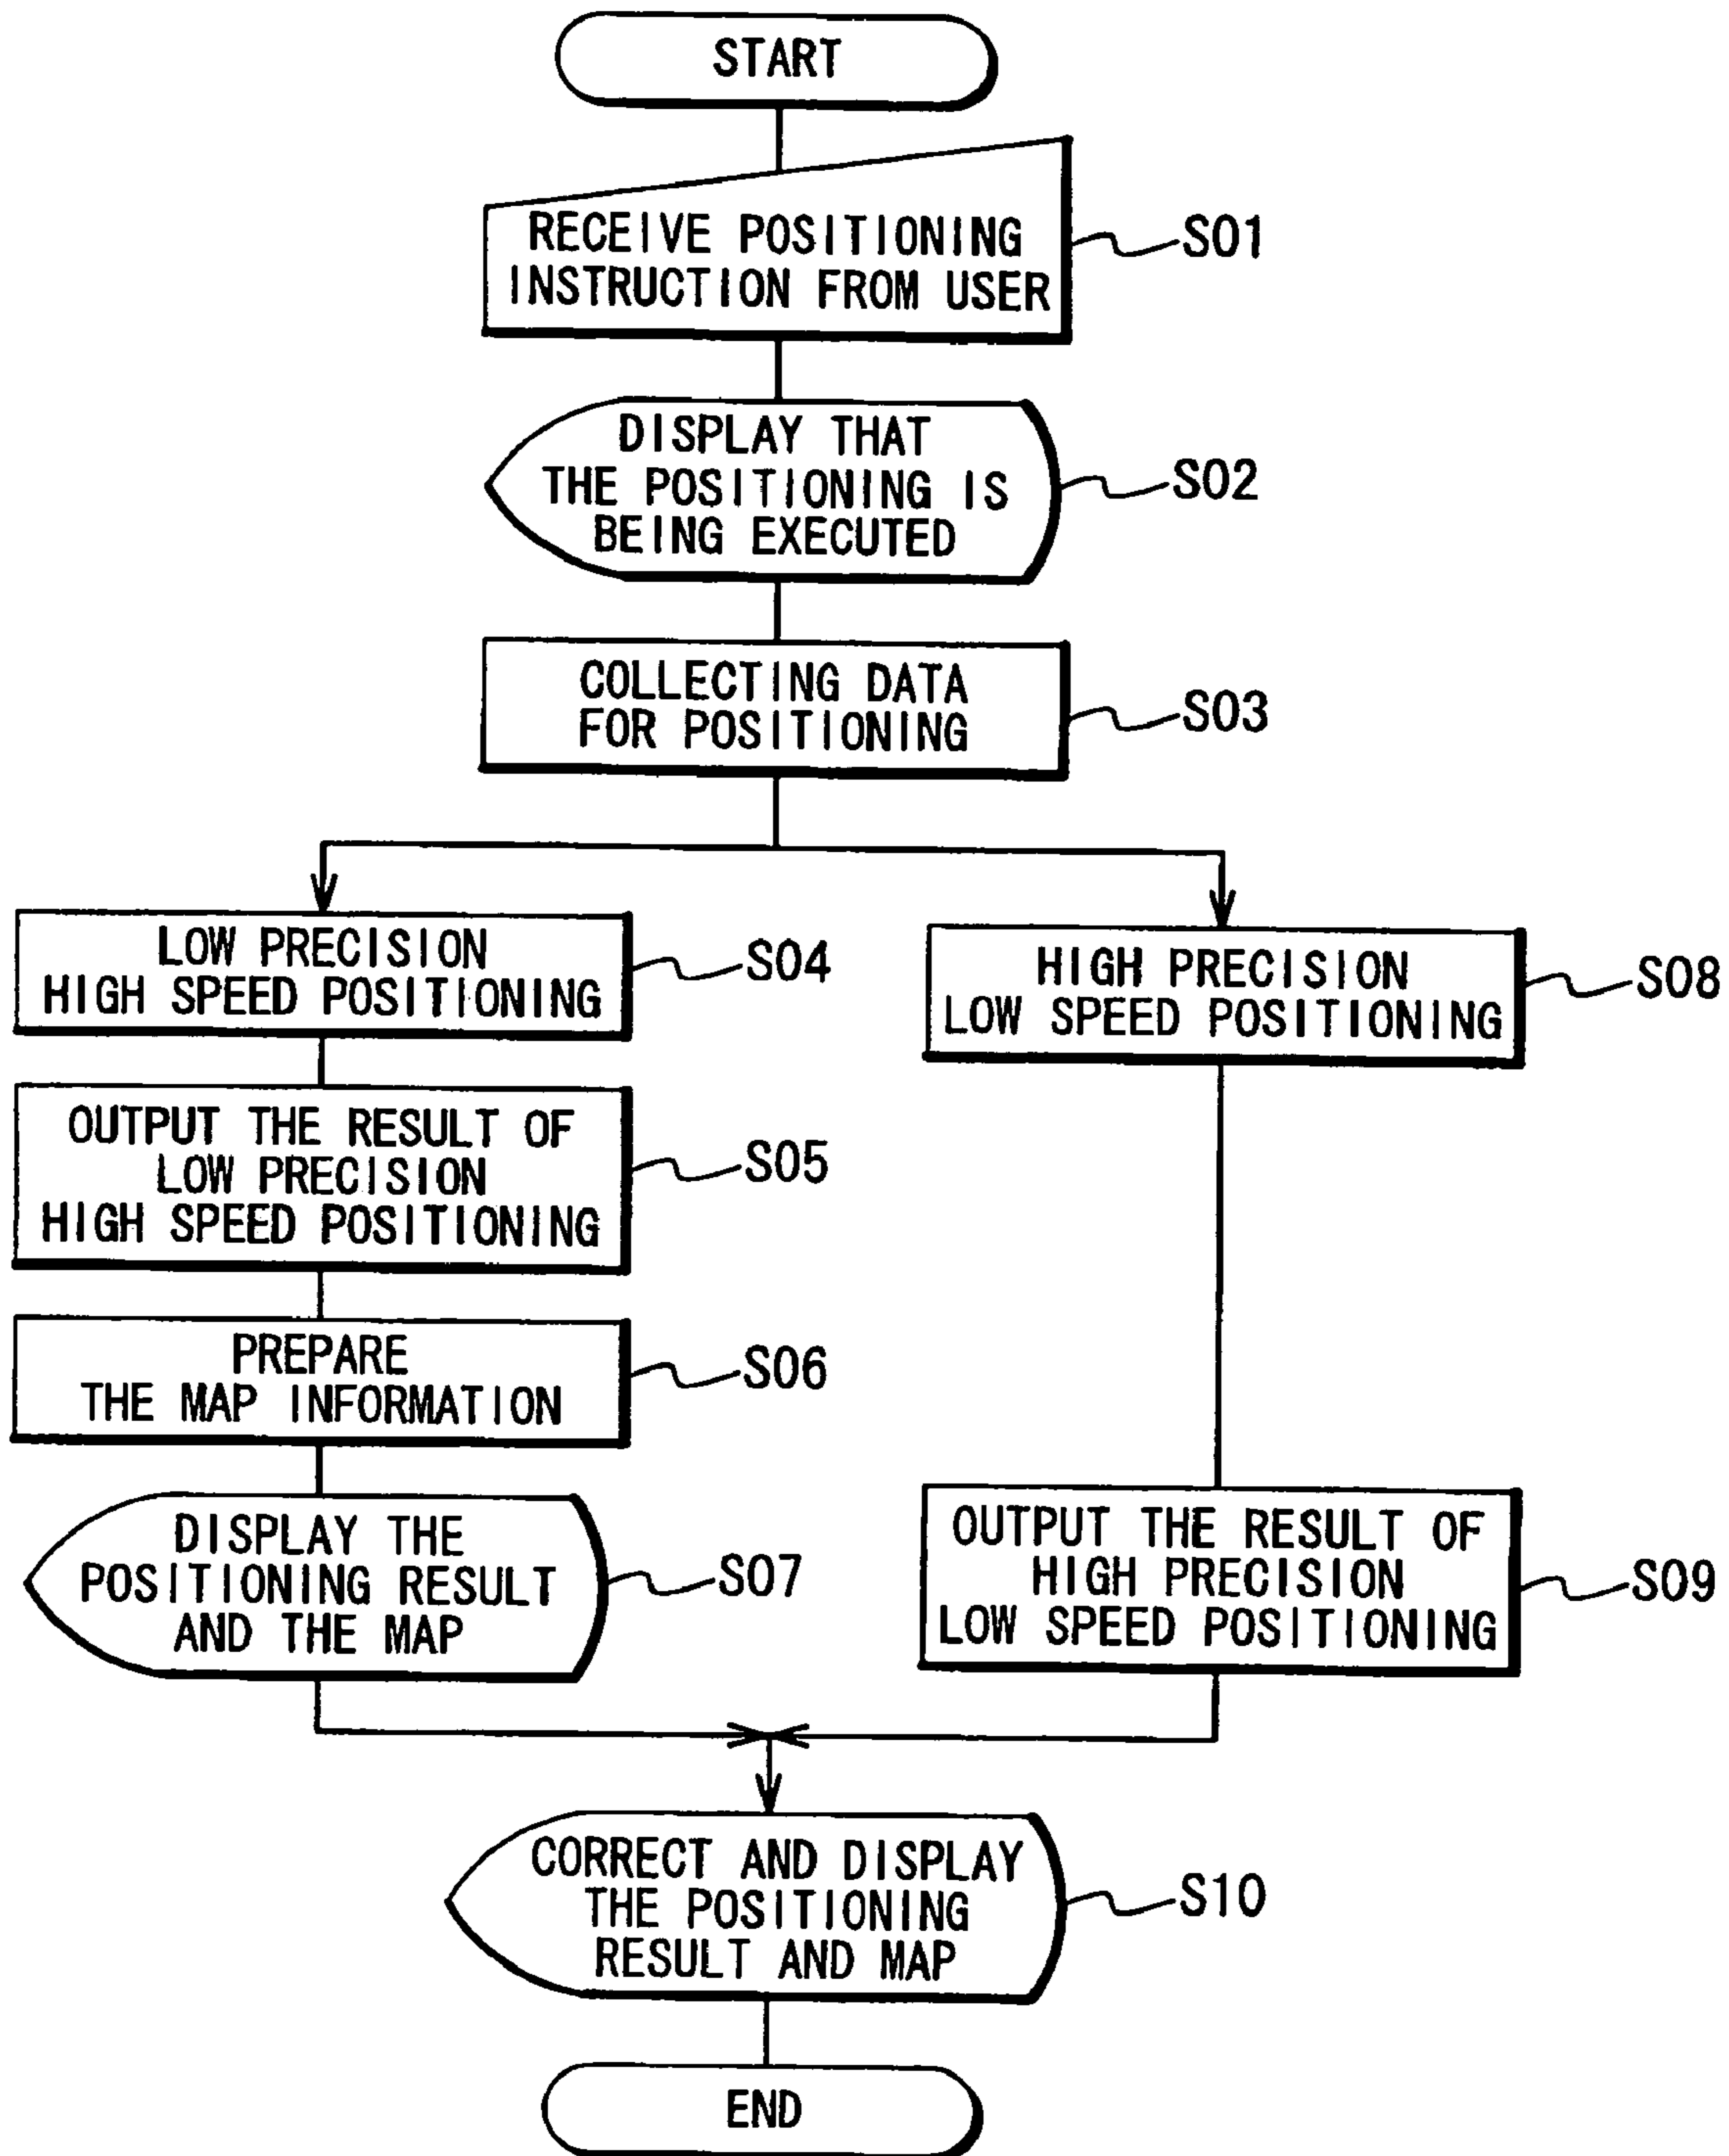 START
RECEIVE POSITIONING
INSTRUCTION FROM USER
S01
DISPLAY THAT
THE POSITIONING IS
BEING EXECUTED
S02
COLLECTING DATA
FOR POSITIONING
S03
LOW PRECISION
HIGH SPEED POSITIONING
S04
HIGH PRECISION
LOW SPEED POSITIONING
S08
OUTPUT THE RESULT OF
LOW PRECISION
HIGH SPEED POSITIONING
S05
PREPARE
THE MAP INFORMATION
S06
DISPLAY THE
POSITIONING RESULT
AND THE MAP
S07
OUTPUT THE RESULT OF
HIGH PRECISION
LOW SPEED POSITIONING
S09
CORRECT AND DISPLAY
THE POSITIONING
RESULT AND MAP
S10
END